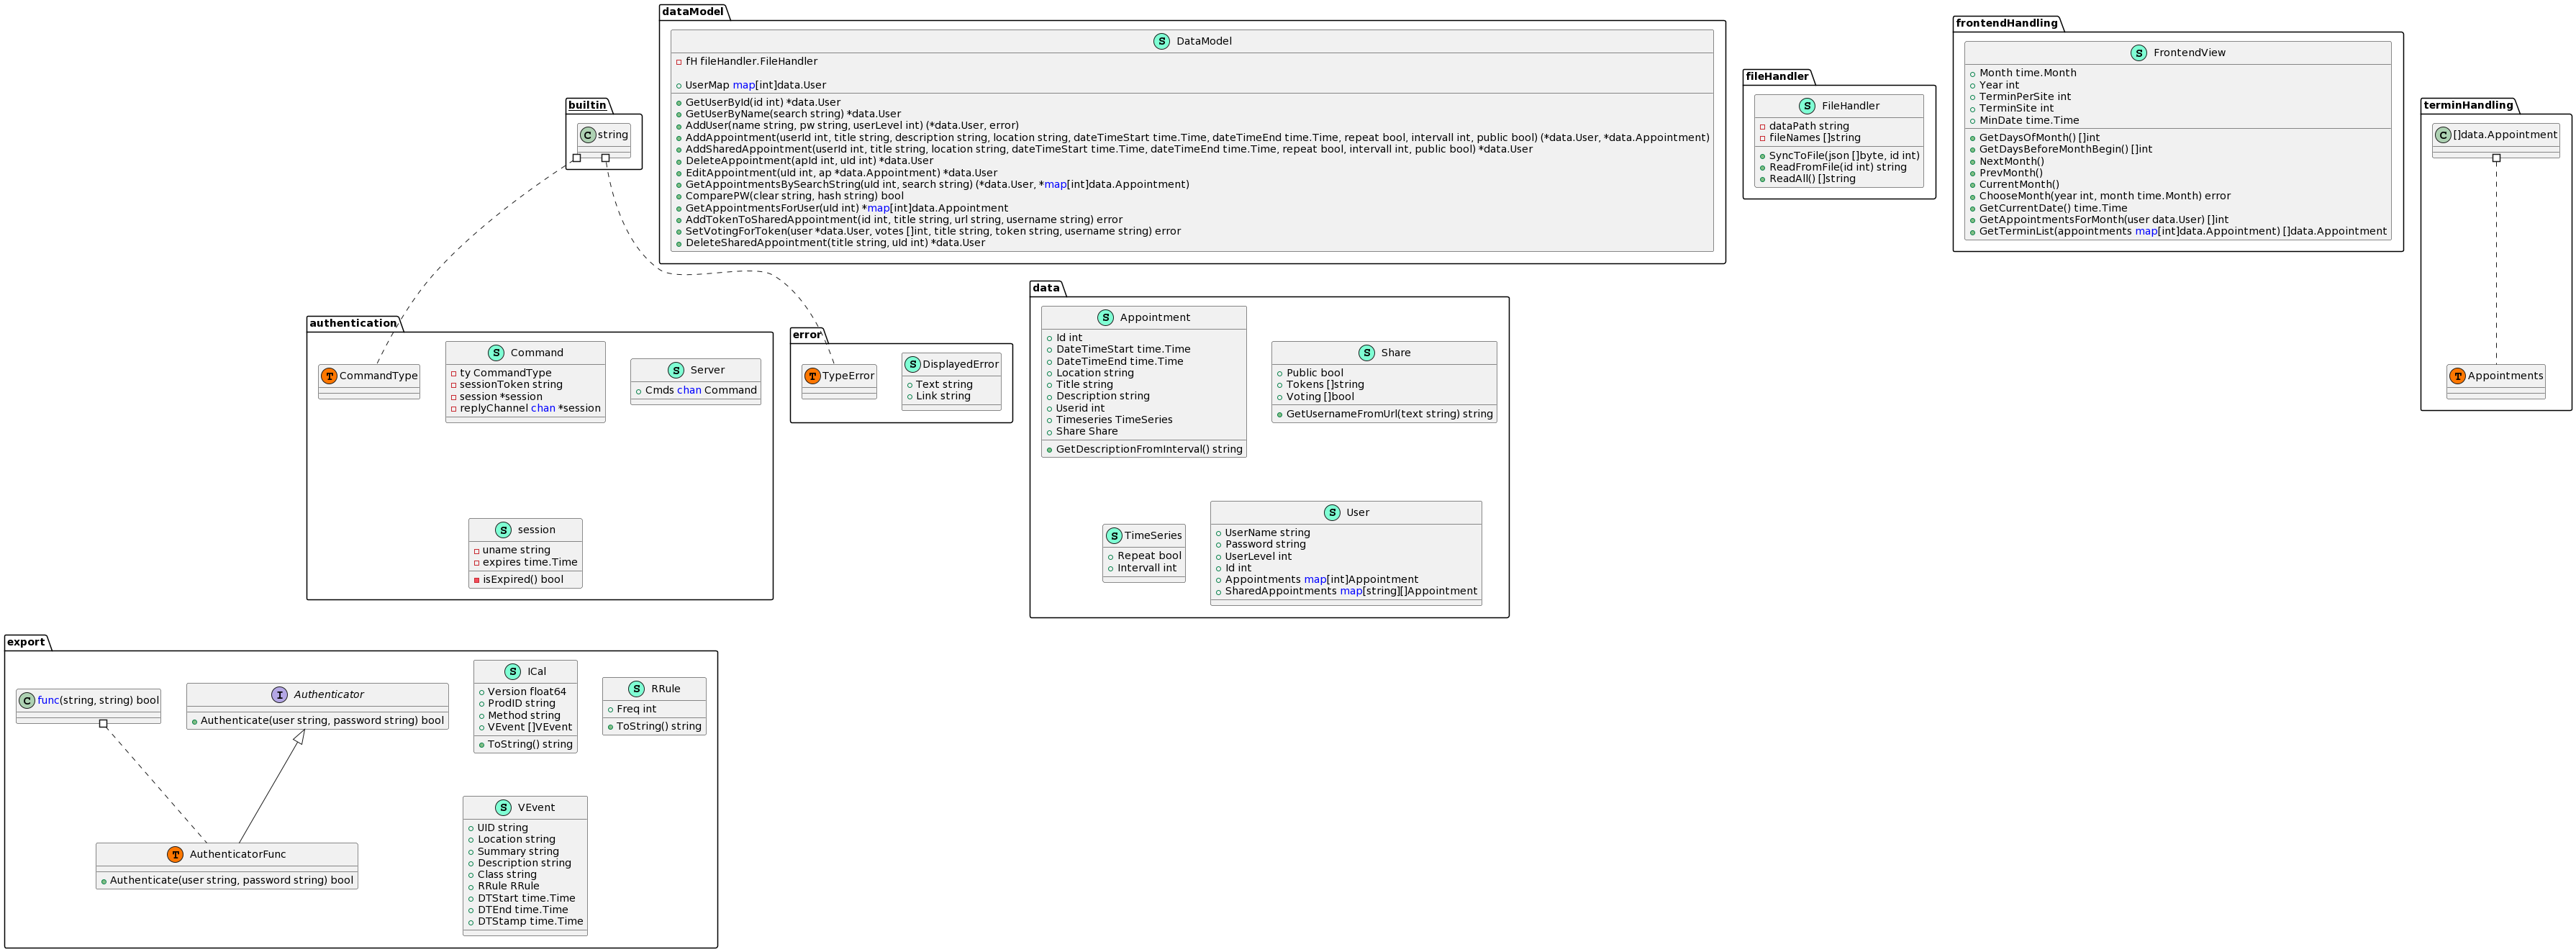 dataModel
S DataModel
fH fileHandler.FileHandler
UserMap map[int]data.User
GetUserById(id int) *data.User
GetUserByName(search string) *data.User
AddUser(name string, pw string, userLevel int) (*data.User, error)
AddAppointment(userId int, title string, description string, location string, dateTimeStart time.Time, dateTimeEnd time.Time, repeat bool, intervall int, public bool) (*data.User, *data.Appointment)
AddSharedAppointment(userId int, title string, location string, dateTimeStart time.Time, dateTimeEnd time.Time, repeat bool, intervall int, public bool) *data.User
DeleteAppointment(apId int, uId int) *data.User
EditAppointment(uId int, ap *data.Appointment) *data.User
GetAppointmentsBySearchString(uId int, search string) (*data.User, *map[int]data.Appointment)
ComparePW(clear string, hash string) bool
GetAppointmentsForUser(uId int) *map[int]data.Appointment
AddTokenToSharedAppointment(id int, title string, url string, username string) error
SetVotingForToken(user *data.User, votes []int, title string, token string, username string) error
DeleteSharedAppointment(title string, uId int) *data.User
builtin
C string
fileHandler
S FileHandler
dataPath string
fileNames []string
SyncToFile(json []byte, id int)
ReadFromFile(id int) string
ReadAll() []string
frontendHandling
S FrontendView
Month time.Month
Year int
TerminPerSite int
TerminSite int
MinDate time.Time
GetDaysOfMonth() []int
GetDaysBeforeMonthBegin() []int
NextMonth()
PrevMonth()
CurrentMonth()
ChooseMonth(year int, month time.Month) error
GetCurrentDate() time.Time
GetAppointmentsForMonth(user data.User) []int
GetTerminList(appointments map[int]data.Appointment) []data.Appointment
terminHandling
C []data.Appointment
T Appointments
authentication
T CommandType
S Command
ty CommandType
sessionToken string
session *session
replyChannel chan *session
S Server
Cmds chan Command
S session
uname string
expires time.Time
isExpired() bool
error
T TypeError
S DisplayedError
Text string
Link string
data
S Appointment
Id int
DateTimeStart time.Time
DateTimeEnd time.Time
Location string
Title string
Description string
Userid int
Timeseries TimeSeries
Share Share
GetDescriptionFromInterval() string
S Share
Public bool
Tokens []string
Voting []bool
GetUsernameFromUrl(text string) string
S TimeSeries
Repeat bool
Intervall int
S User
UserName string
Password string
UserLevel int
Id int
Appointments map[int]Appointment
SharedAppointments map[string][]Appointment
export
C func(string, string) bool
I Authenticator
Authenticate(user string, password string) bool
S ICal
Version float64
ProdID string
Method string
VEvent []VEvent
ToString() string
S RRule
Freq int
ToString() string
T AuthenticatorFunc
Authenticate(user string, password string) bool
S VEvent
UID string
Location string
Summary string
Description string
Class string
RRule RRule
DTStart time.Time
DTEnd time.Time
DTStamp time.Time